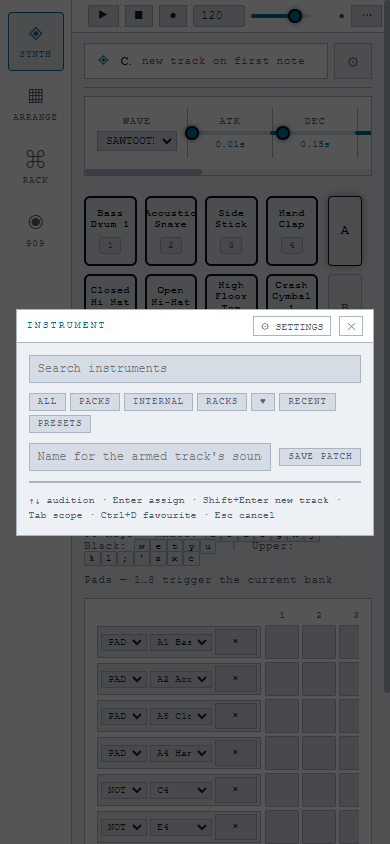 120
SYNTH
C. new track on first note
ARRANGE
WAVE ATK DEC
SAWTOOTH
0.01s 0.15s
RACK
909
Bass Drum 1
1
Acoustic Snare
2
Side Stick
3
Hand Clap
4
A
Closed Hi Hat
Open Hi-Hat
High Floor Tom
Crash Cymbal 1
B
INSTRUMENT
SETTINGS
Search instruments
ALL PACKS INTERNAL RACKS ♥ RECENT
PRESETS
Name for the armed track's soun
SAVE PATCH
↑↓ audition · Enter assign · Shift+Enter new track ·
Tab scope · Ctrl+D favourite · Esc cancel
Black: w e t y u | Upper:
k l ; ' z x c
Pads — 1…8 trigger the current bank
1 2 3
PAD A1 Bas ×
PAD A2 Acc ×
PAD A3 Clo ×
PAD A4 Han ×
NOT C4 ×
NOT E4 ×